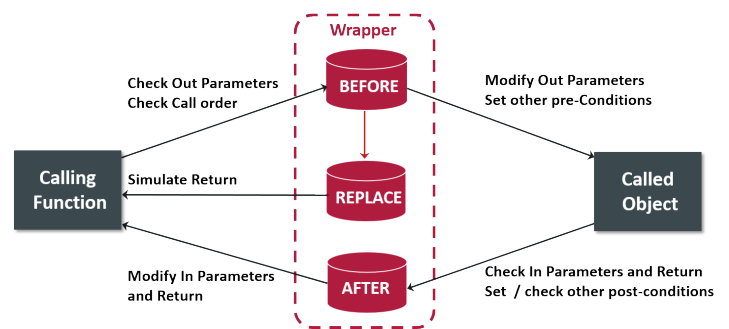 Wrapper
Check Out Parameters
Check Call order
BEFORE
Modify Out Parameters
Set other pre-Conditions
Calling
Function
Simulate Return
REPLACE
Called
Object
Modify In Parameters
and Return
AFTER
Check In Parameters and Return
Set / check other post-conditions